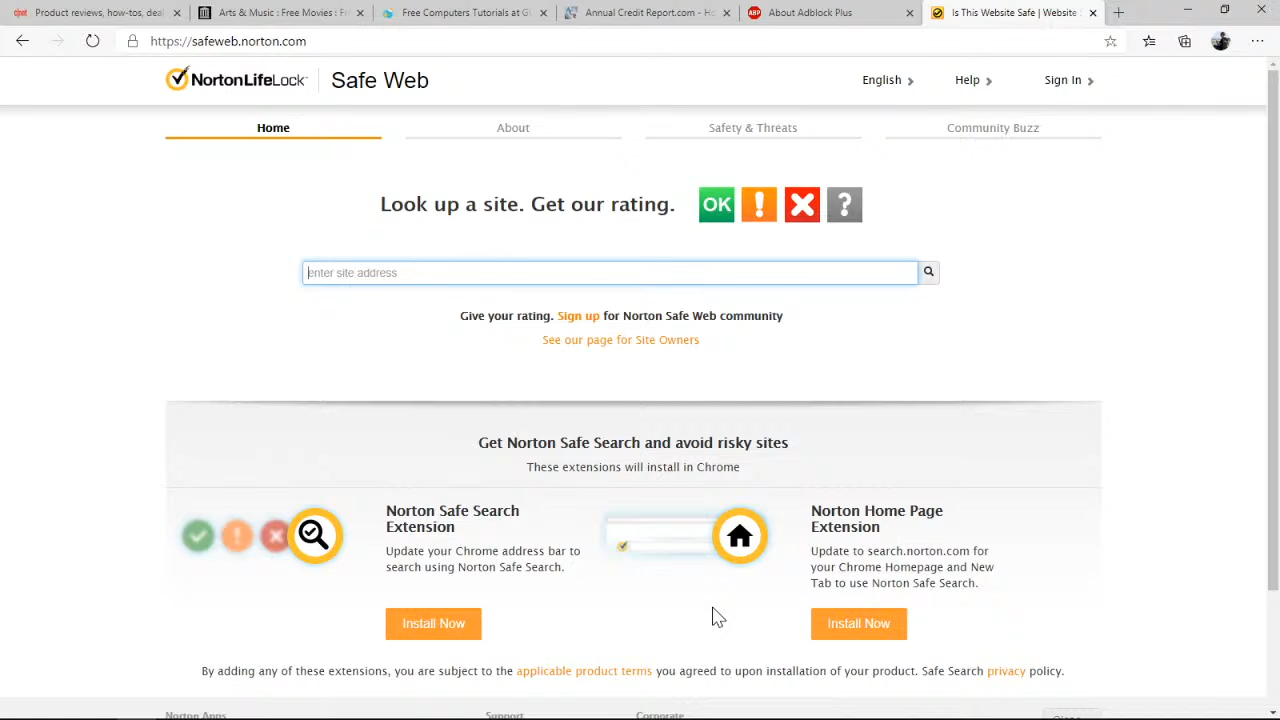 cnet Product reviews, how-tos, dea
Arts & Music : Free Movies : F
Free Computers Tutorials at G
Annual Credit Report.com - Ho
ABP About Adblock Plus
Is This Website Safe | Website S
https://safeweb.norton.com
NortonLifeLock Safe Web
English
Help
Sign In
Home
About
Safety & Threats
Community Buzz
Look up a site. Get our rating. OK ! ?
enter site address
Give your rating. Sign up for Norton Safe Web community
See our page for Site Owners
Get Norton Safe Search and avoid risky sites
These extensions will install in Chrome
Norton Safe Search
Extension
Update your Chrome address bar to
search using Norton Safe Search.
Install Now
Norton Home Page
Extension
Update to search.norton.com for
your Chrome Homepage and New
Tab to use Norton Safe Search.
Install Now
By adding any of these extensions, you are subject to the applicable product terms you agreed to upon installation of your product. Safe Search privacy policy.
Norton Apps
Support
Corporate